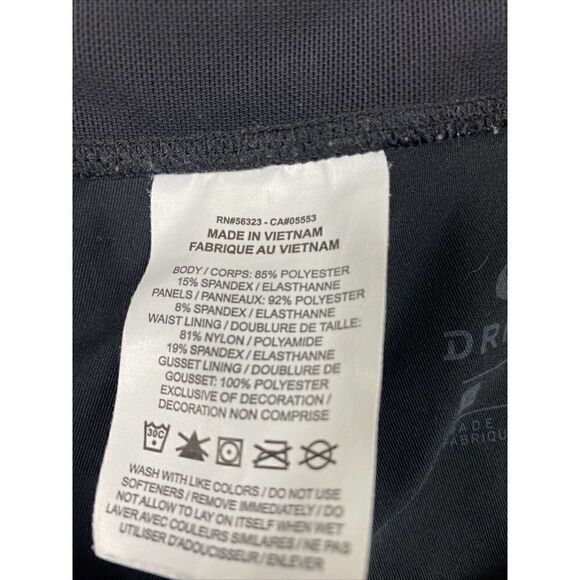 RN#56323 - CA#05553
MADE IN VIETNAM
FABRIQUE AU VIETNAM
BODY / CORPS: 85% POLYESTER
15% SPANDEX / ELASTHANNE
PANELS / PANNEAUX: 92% POLYESTER
8% SPANDEX / ELASTHANNE
WAIST LINING / DOUBLURE DE TAILLE:
81% NYLON / POLYAMIDE
19% SPANDEX / ELASTHANNE
GUSSET LINING / DOUBLURE DE
GOUSSET: 100% POLYESTER
EXCLUSIVE OF DECORATION /
DECORATION NON COMPRISE
30C
WASH WITH LIKE COLORS / DO NOT USE
SOFTENERS / REMOVE IMMEDIATELY / DO
NOT ALLOW TO LAY ON ITSELF WHEN WET
LAVER AVEC COULEURS SIMILAIRES / NE PAS
UTILISER D'ADOUCISSEUR / ENLEVER
DR
ADE
ABRIQU